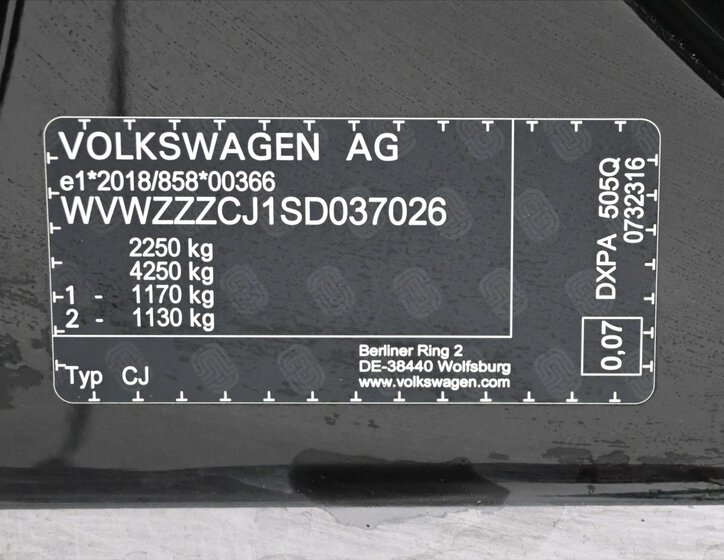 VOLKSWAGEN AG
e1*2018/858*00366
WVWZZZCJ1SD037026
2250 kg
4250 kg
1 - 1170 kg
2 - 1130 kg
Typ CJ
Berliner Ring 2
DE-38440 Wolfsburg
www.volkswagen.com
0,07
DXPA 505Q
0732316